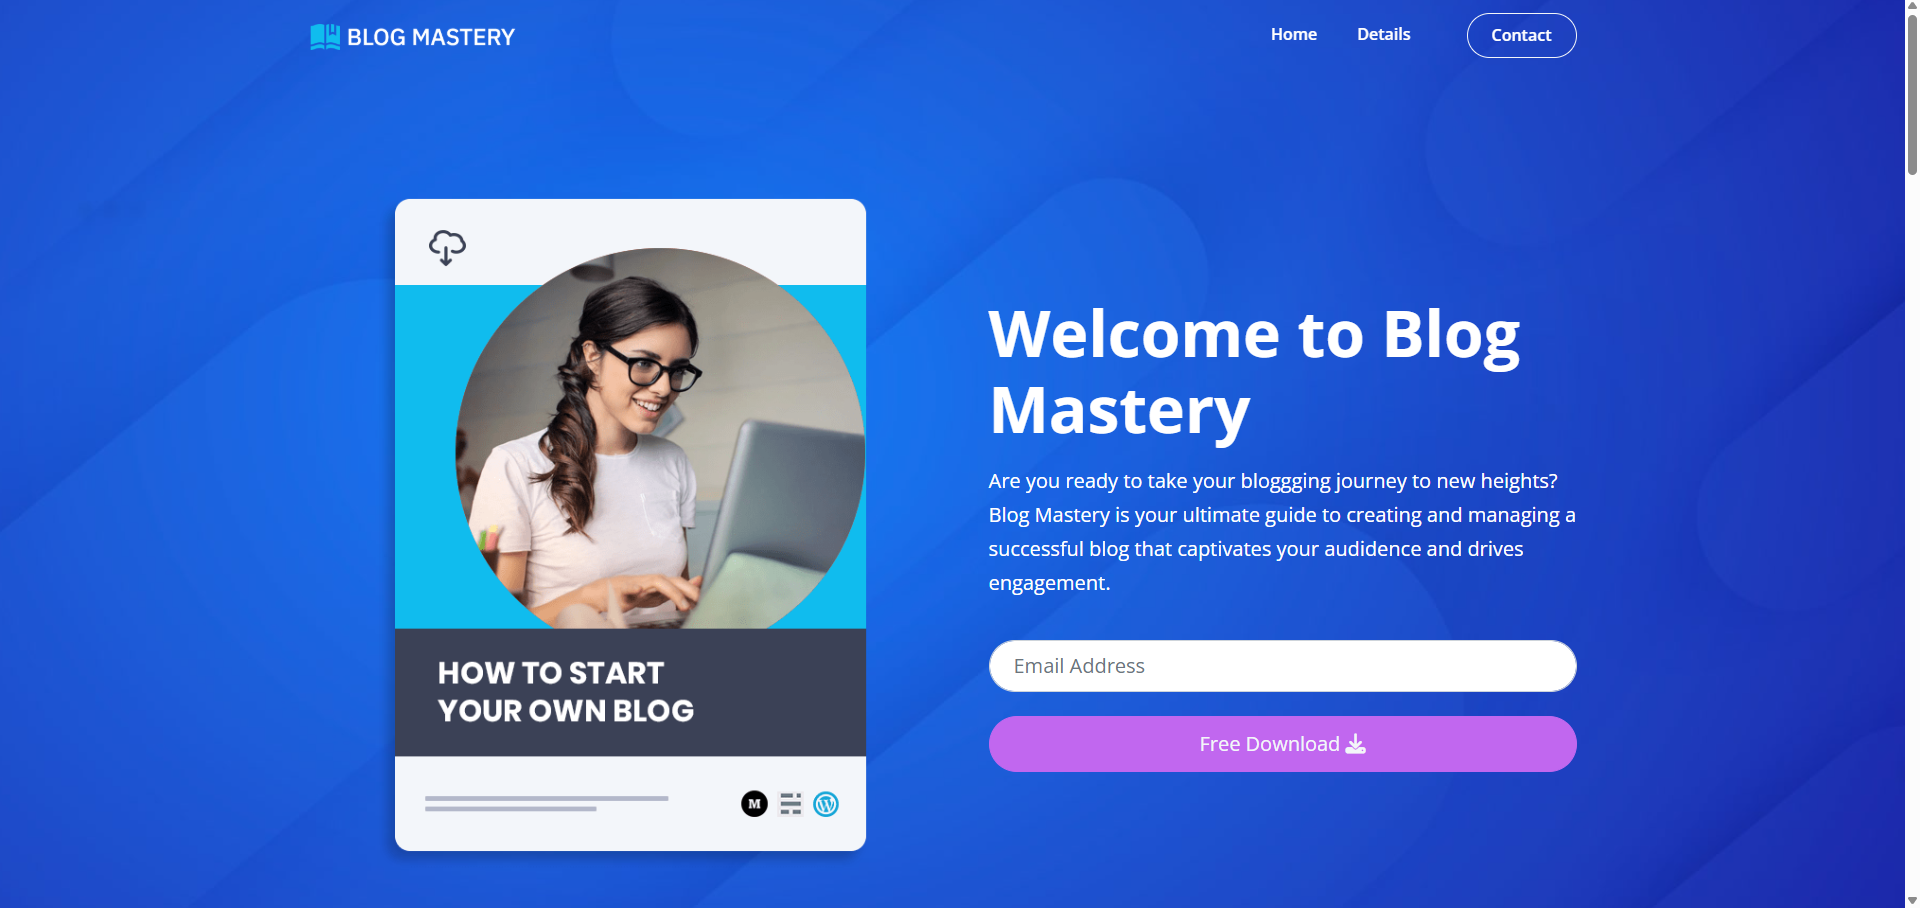 BLOG MASTERY
Home
Details
Contact
HOW TO START
YOUR OWN BLOG
M
W
Welcome to Blog
Mastery
Are you ready to take your bloggging journey to new heights?
Blog Mastery is your ultimate guide to creating and managing a
successful blog that captivates your audidence and drives
engagement.
Email Address
Free Download